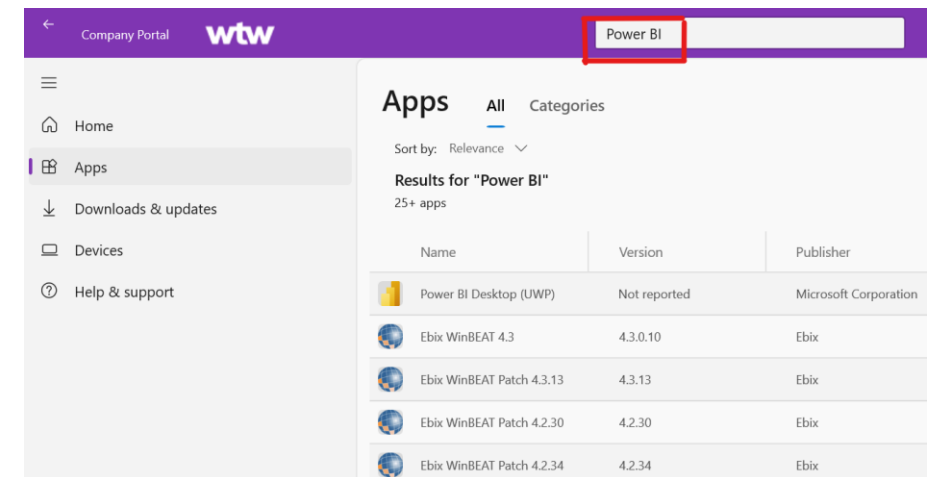 Company Portal wtw Power BI
Home
Apps
Downloads & updates
Devices
Help & support
Apps All Categories
Sort by: Relevance
Results for "Power BI"
25+ apps
Name Version Publisher
Power BI Desktop (UWP) Not reported Microsoft Corporation
Ebix WinBEAT 4.3 4.3.0.10 Ebix
Ebix WinBEAT Patch 4.3.13 4.3.13 Ebix
Ebix WinBEAT Patch 4.2.30 4.2.30 Ebix
Ebix WinBEAT Patch 4.2.34 4.2.34 Ebix